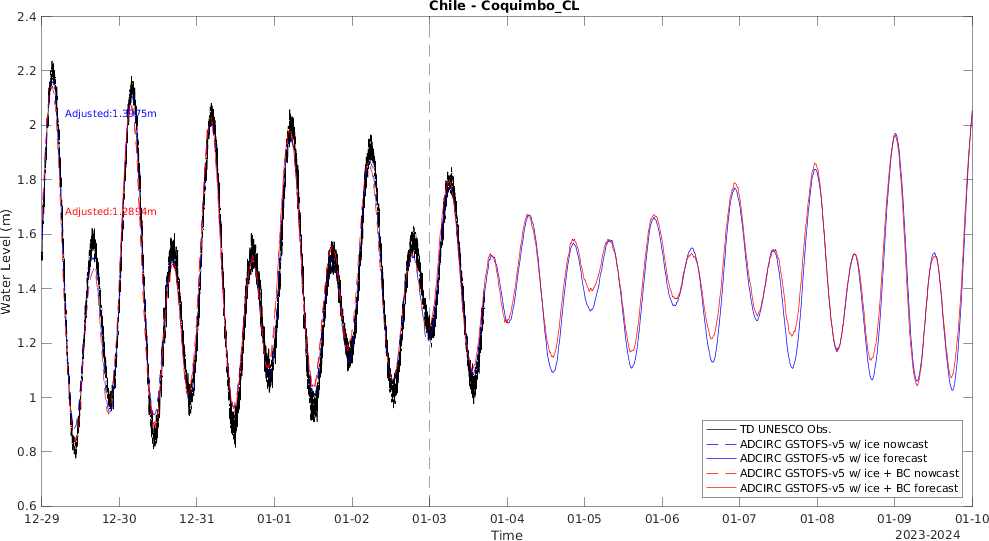 Chile - Coquimbo_CL
2.4
2.2
2
1.8
1.6
1.4
1.2
1
0.8
0.6
Water Level (m)
Adjusted:1.3975m
Adjusted:1.2894m
TD UNESCO Obs.
ADCIRC GSTOFS-v5 w/ ice nowcast
ADCIRC GSTOFS-v5 w/ ice forecast
ADCIRC GSTOFS-v5 w/ ice + BC nowcast
ADCIRC GSTOFS-v5 w/ ice + BC forecast
12-29 12-30 12-31 01-01 01-02 01-03 01-04 01-05 01-06 01-07 01-08 01-09 01-10
Time
2023-2024